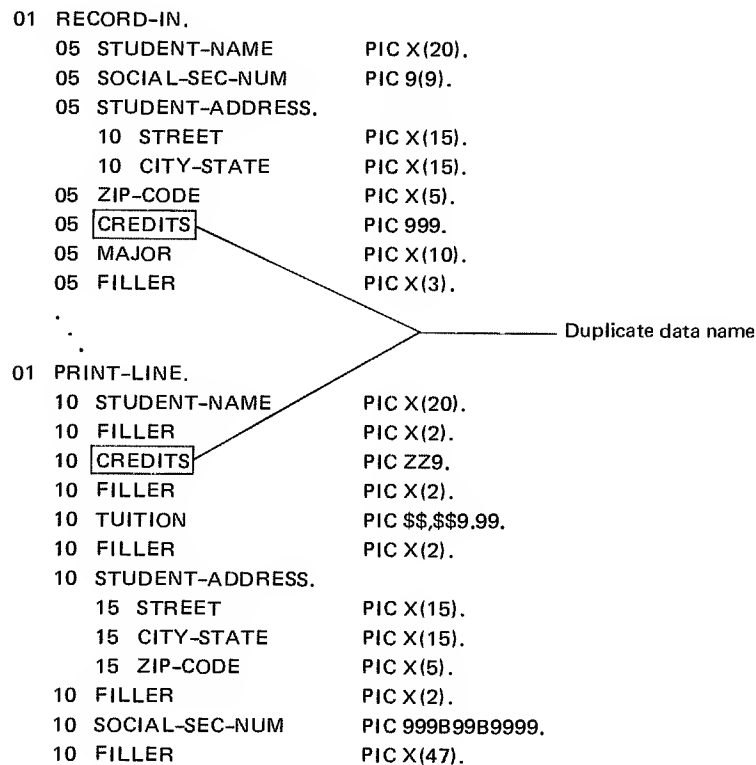 01 RECORD-IN.
05 STUDENT-NAME PIC X(20).
05 SOCIAL-SEC-NUM PIC 9(9).
05 STUDENT-ADDRESS.
10 STREET PIC X(15).
10 CITY-STATE PIC X(15).
05 ZIP-CODE PIC X(5).
05 CREDITS PIC 999.
05 MAJOR PIC X(10).
05 FILLER PIC X(3).
.
.
.
Duplicate data name
01 PRINT-LINE.
10 STUDENT-NAME PIC X(20).
10 FILLER PIC X(2).
10 CREDITS PIC ZZ9.
10 FILLER PIC X(2).
10 TUITION PIC $$,$$9.99.
10 FILLER PIC X(2).
10 STUDENT-ADDRESS.
15 STREET PIC X(15).
15 CITY-STATE PIC X(15).
15 ZIP-CODE PIC X(5).
10 FILLER PIC X(2).
10 SOCIAL-SEC-NUM PIC 999B99B9999.
10 FILLER PIC X(47).